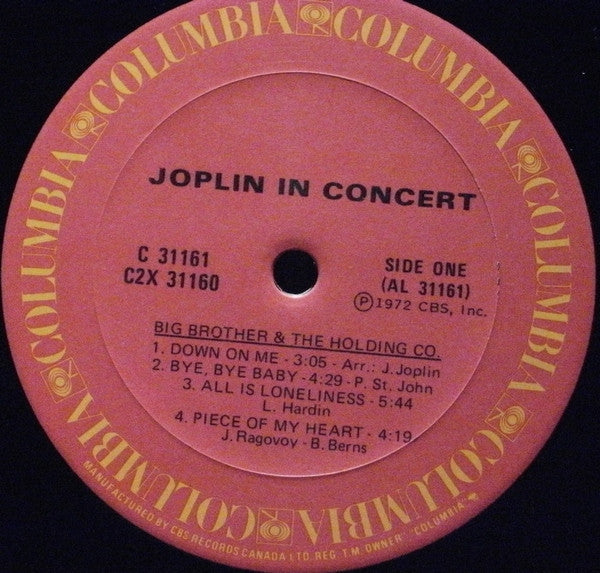 COLUMBIA COLUMBIA COLUMBIA COLUMBIA COLUMBIA COLUMBIA
JOPLIN IN CONCERT
C 31161
C2X 31160
SIDE ONE
(AL 31161)
Ⓟ1972 CBS, Inc.
BIG BROTHER & THE HOLDING CO.
1. DOWN ON ME - 3:05 - Arr.: J. Joplin
2. BYE, BYE BABY - 4:29 - P. St. John
3. ALL IS LONELINESS - 5:44
L. Hardin
4. PIECE OF MY HEART - 4:19
J. Ragovoy - B. Berns
MANUFACTURED BY CBS RECORDS CANADA LTD. REG. T.M. OWNER "COLUMBIA"